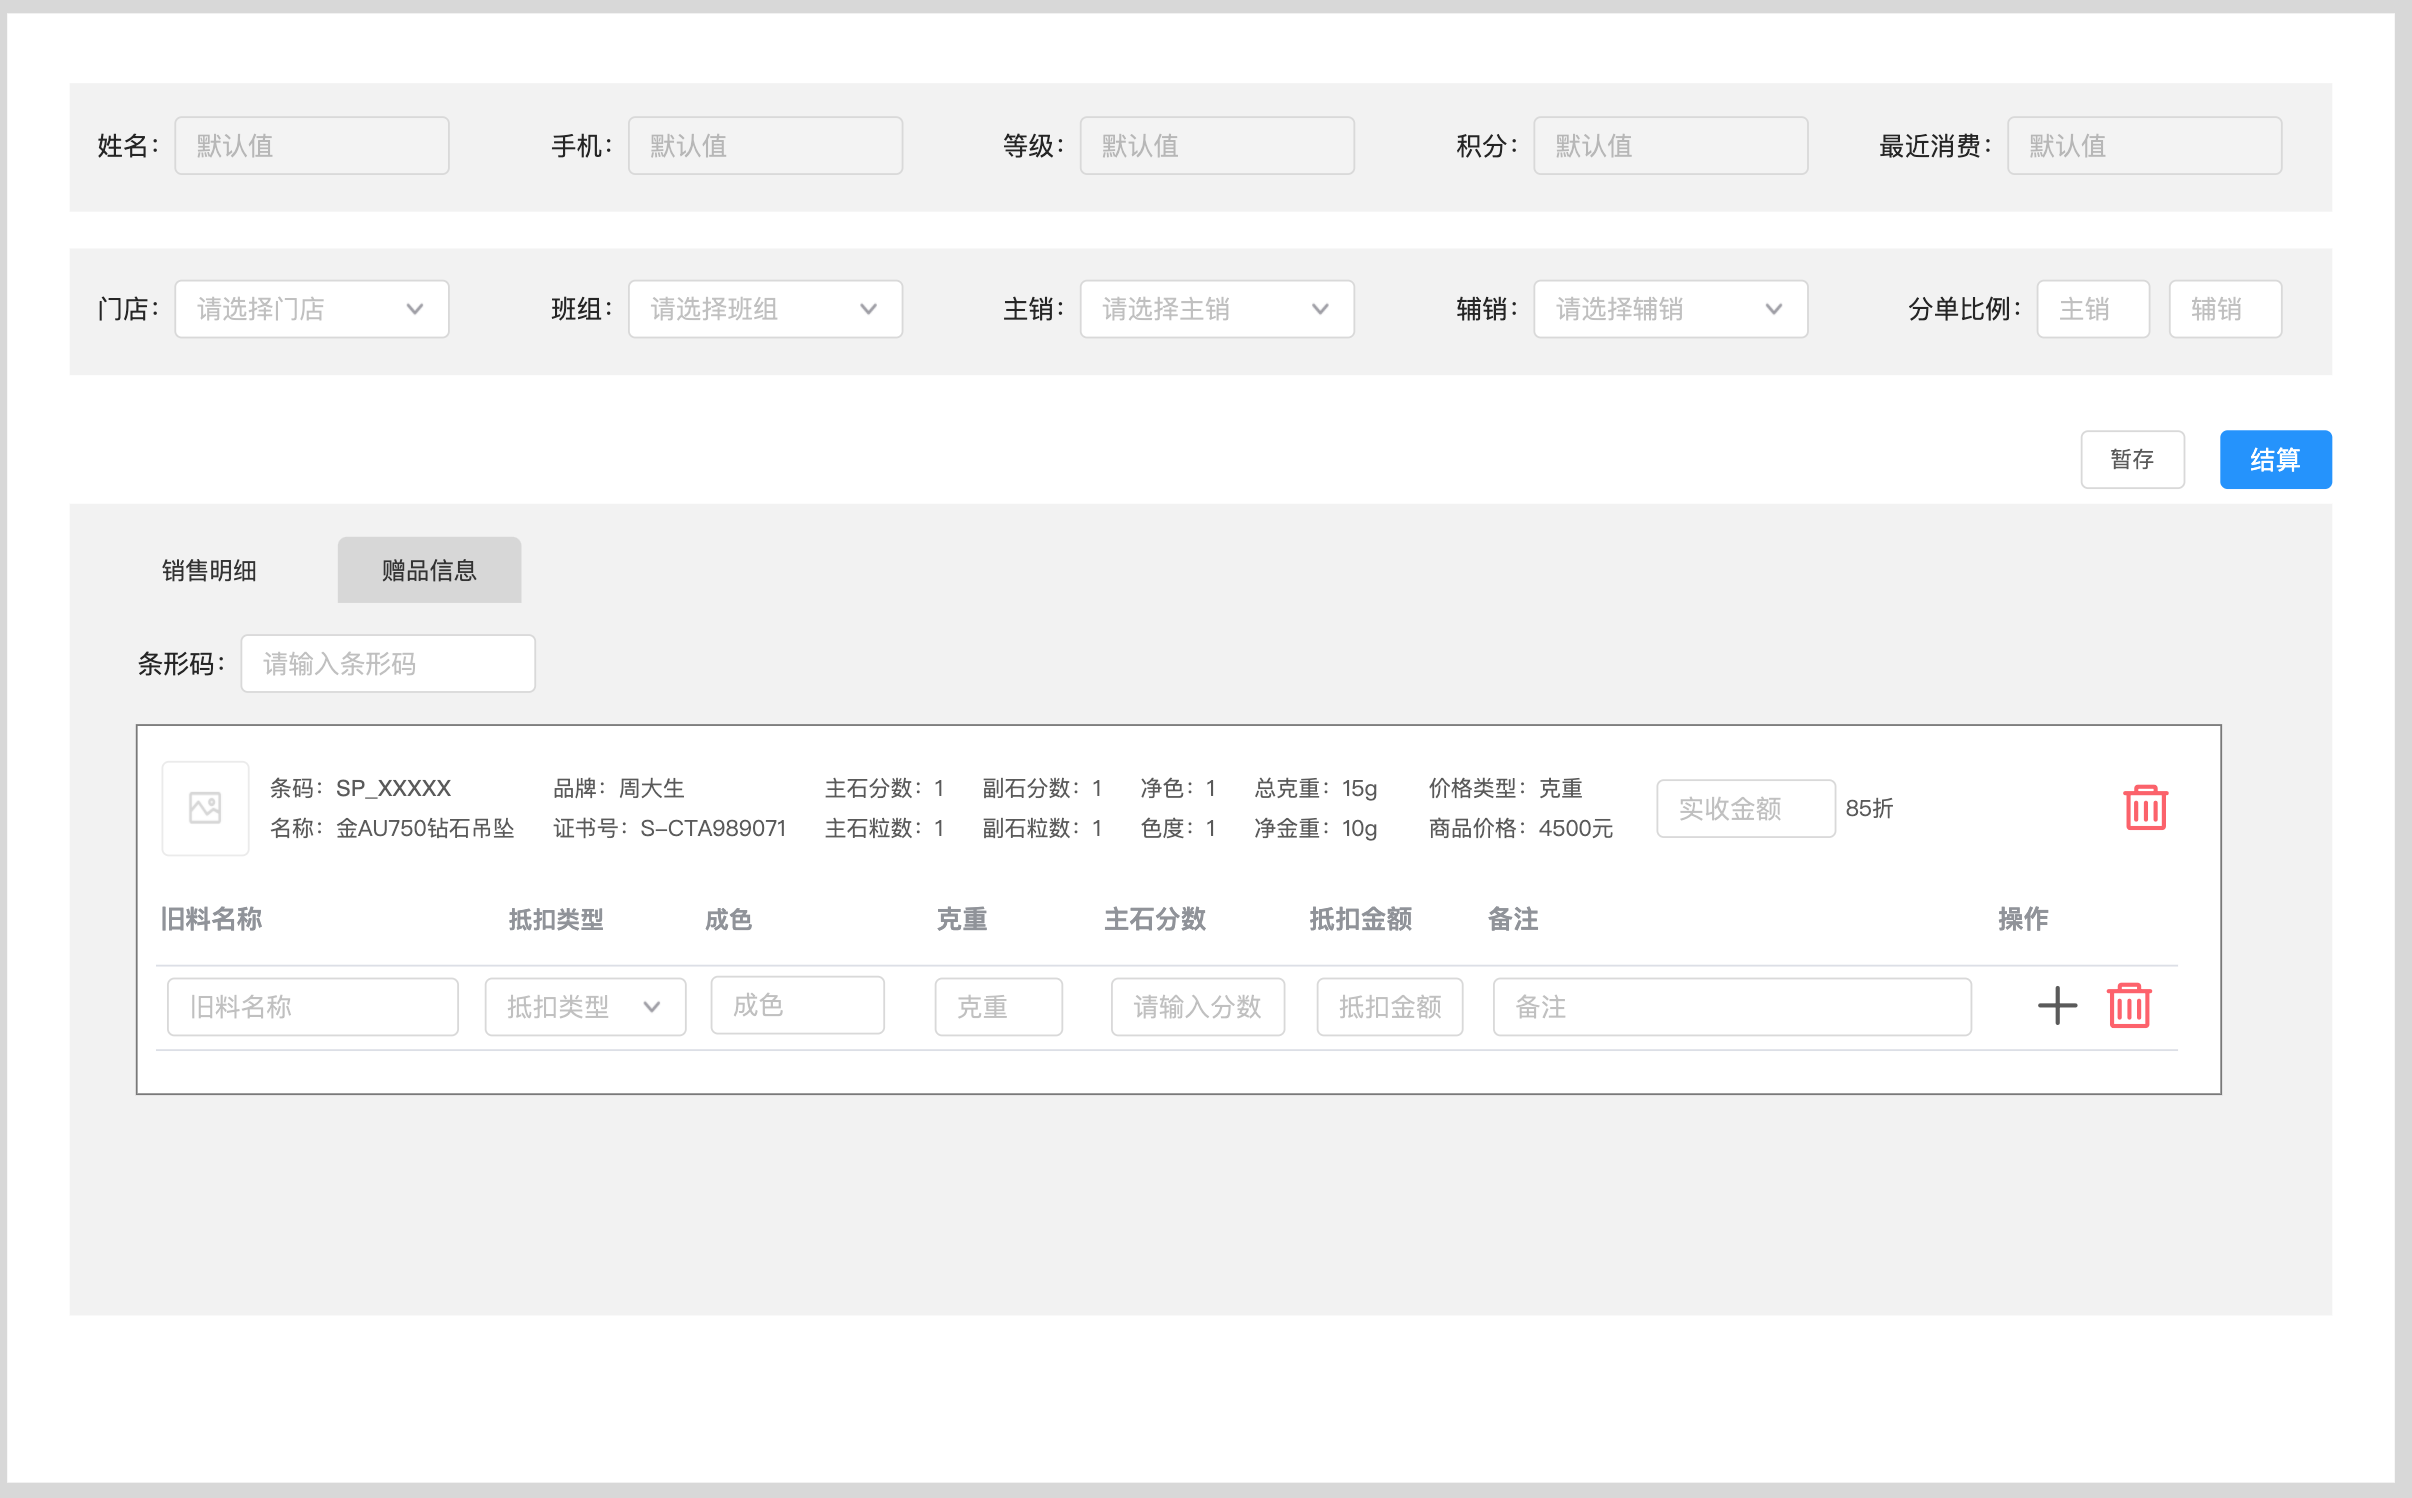 姓名： 默认值 手机： 默认值 等级： 默认值 积分： 默认值 最近消费： 默认值
门店： 请选择门店 班组： 请选择班组 主销： 请选择主销 辅销： 请选择辅销 分单比例： 主销 辅销
暂存 结算
销售明细 赠品信息
条形码： 请输入条形码
条码：SP_XXXXX 品牌：周大生 主石分数：1 副石分数：1 净色：1 总克重：15g 价格类型：克重
实收金额 85折
名称：金AU750钻石吊坠 证书号：S-CTA989071 主石粒数：1 副石粒数：1 色度：1 净金重：10g 商品价格：4500元
旧料名称 抵扣类型 成色 克重 主石分数 抵扣金额 备注 操作
旧料名称 抵扣类型 成色 克重 请输入分数 抵扣金额 备注